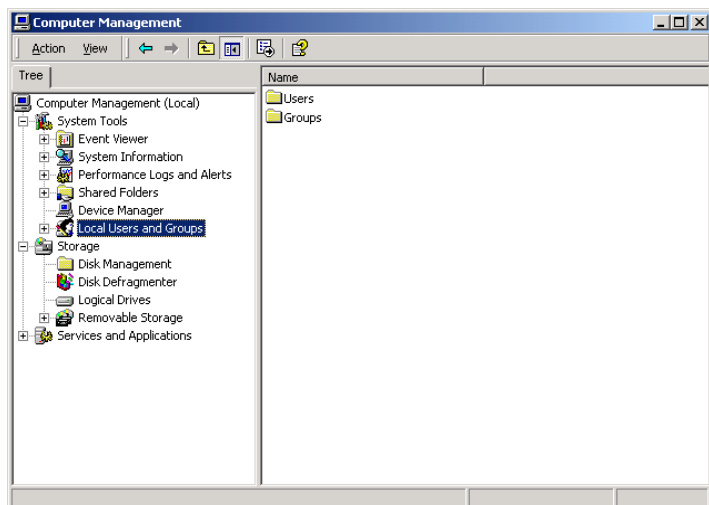 Computer Management
Action View
Tree
Name
Computer Management (Local)
System Tools
Event Viewer
System Information
Performance Logs and Alerts
Shared Folders
Device Manager
Local Users and Groups
Storage
Disk Management
Disk Defragmenter
Logical Drives
Removable Storage
Services and Applications
Users
Groups